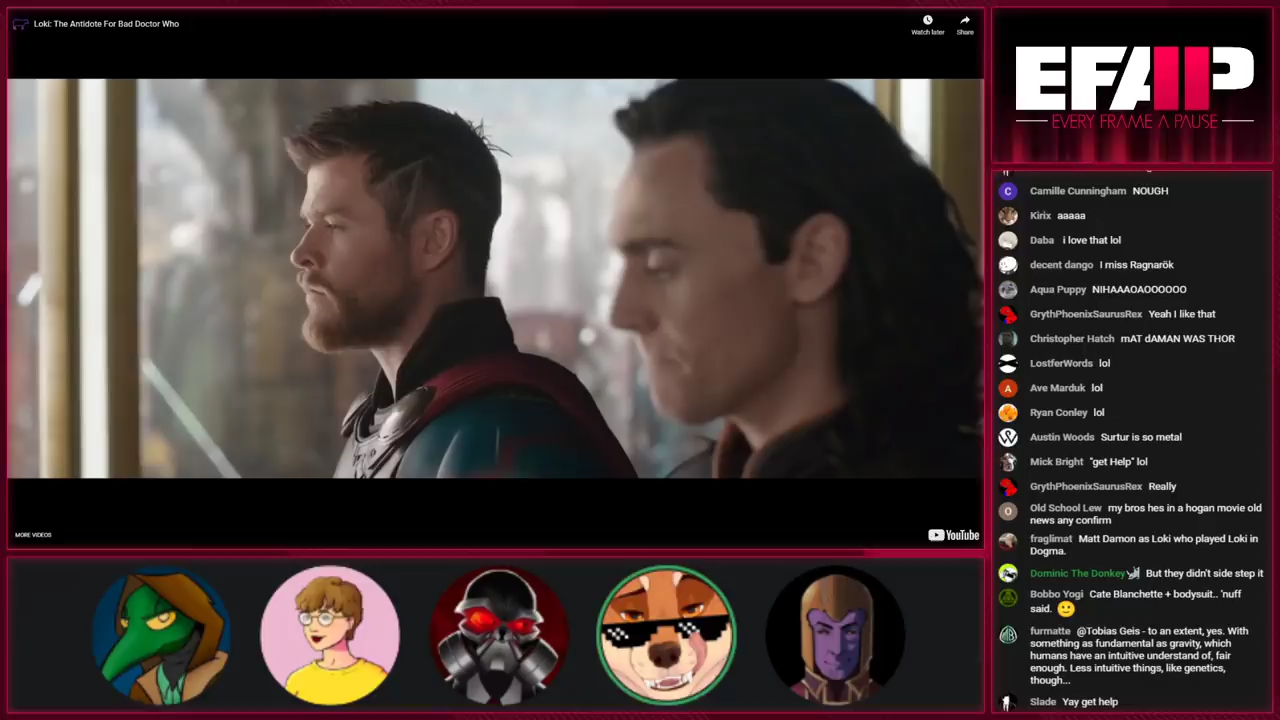 Loki: The Antidote For Bad Doctor Who
Watch later
Share
MORE VIDEOS
YouTube
EFAP
EVERY FRAME A PAUSE
C
Camille Cunningham NOUGH
Kirix aaaaa
Daba i love that lol
decent dango I miss Ragnarök
Aqua Puppy NIHAAAOAOOOOOO
GrythPhoenixSaurusRex Yeah I like that
Christopher Hatch mAT dAMAN WAS THOR
LostferWords lol
A
Ave Marduk lol
Ryan Conley lol
Austin Woods Surtur is so metal
Mick Bright "get Help" lol
GrythPhoenixSaurusRex Really
O
Old School Lew my bros hes in a hogan movie old
news any confirm
fraglimat Matt Damon as Loki who played Loki in
Dogma.
Dominic The Donkey But they didn't side step it
Bobbo Yogi Cate Blanchette + bodysuit.. 'nuff
said.
furmatte @Tobias Geis - to an extent, yes. With
something as fundamental as gravity, which
humans have an intuitive understand of, fair
enough. Less intuitive things, like genetics,
though...
Slade Yay get help